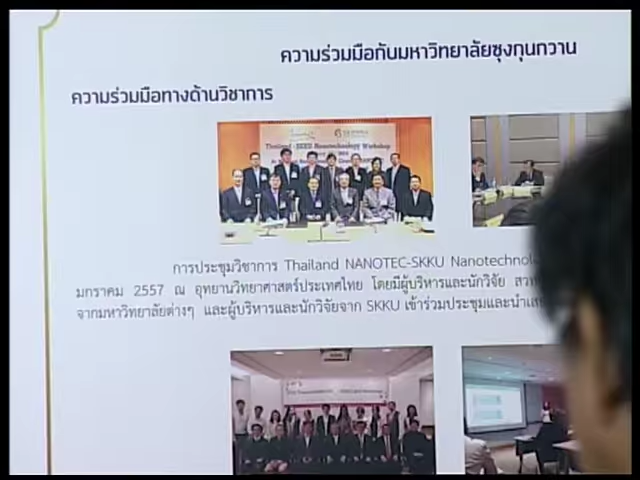 ความร่วมมือกับมหาวิทยาลัยซุงกุนกวาน
ความร่วมมือทางด้านวิชาการ
Thailand - SKKU Nanotechnology Workshop
การประชุมวิชาการ Thailand NANOTEC-SKKU
มกราคม 2557 ณ อุทยานวิทยาศาสตร์ประเทศไทย โดยมีผู้บริหารและนักวิจัย
จากมหาวิทยาลัยต่างๆ และผู้บริหารและนักวิจัยจาก SKKU เข้าร่วมประชุมและ